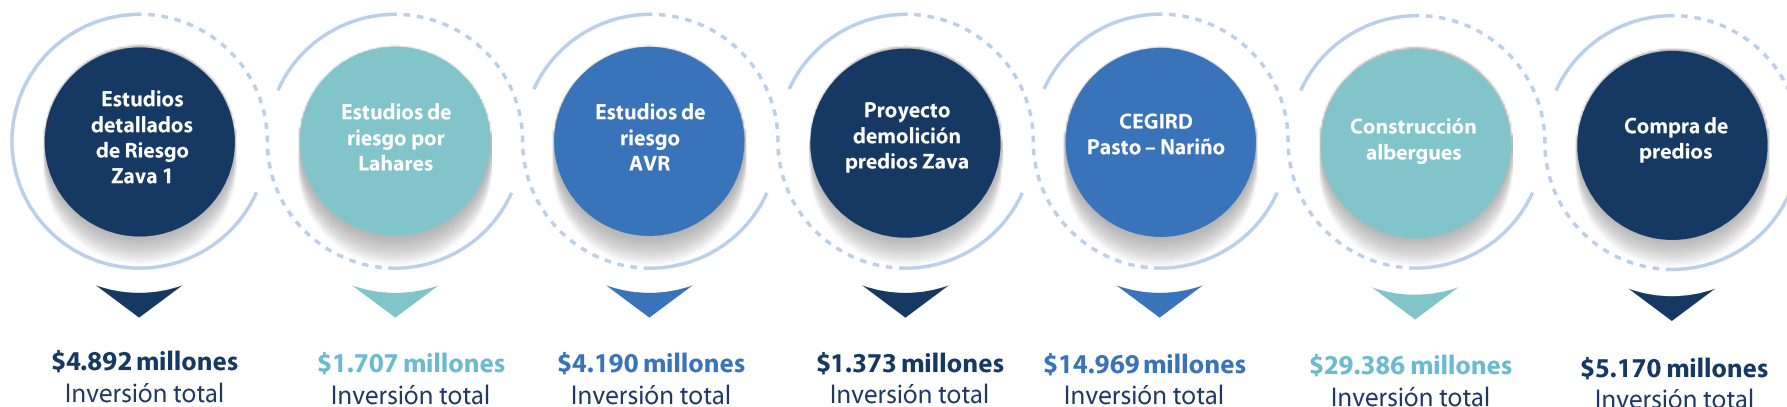 Estudios
detallados
de Riesgo
Zava 1
$4.892 millones
Inversión total
Estudios de
riesgo por
Lahares
$1.707 millones
Inversión total
Estudios de
riesgo
AVR
$4.190 millones
Inversión total
Proyecto
demolición
predios Zava
$1.373 millones
Inversión total
CEGIRD
Pasto – Nariño
$14.969 millones
Inversión total
Construcción
albergues
$29.386 millones
Inversión total
Compra de
predios
$5.170 millones
Inversión total